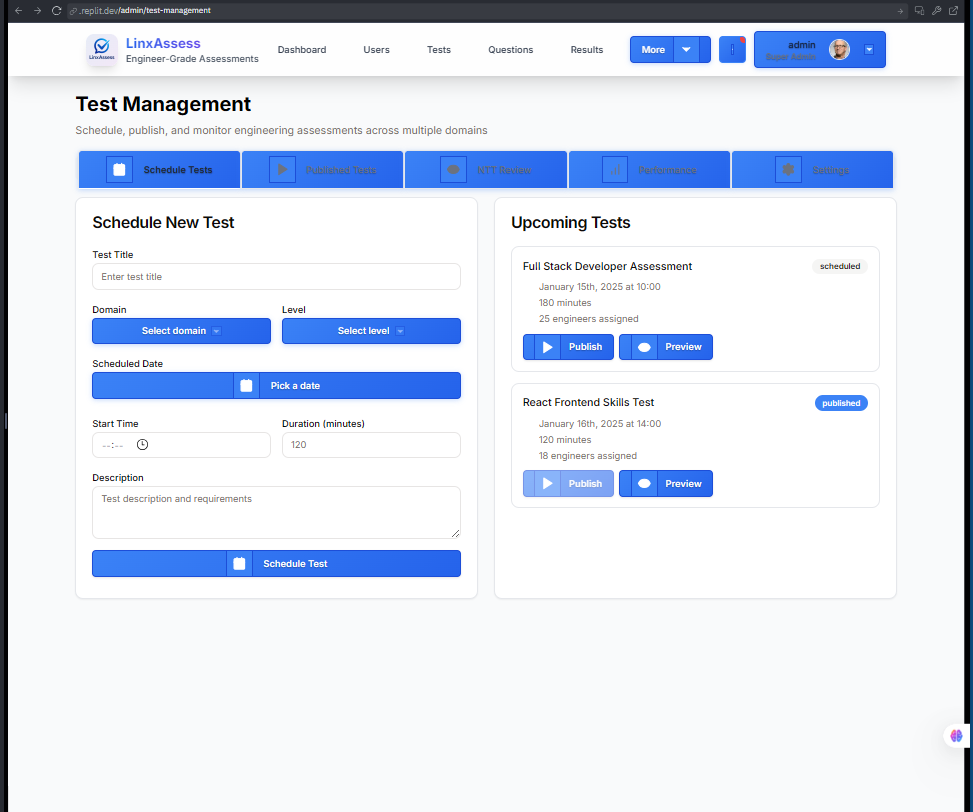 .replit.dev/admin/test-management
LinxAssess
LinxAssess
Engineer-Grade Assessments
Dashboard
Users
Tests
Questions
Results
More
admin
Super Admin
Test Management
Schedule, publish, and monitor engineering assessments across multiple domains
Schedule Tests
Published Tests
KTT Review
Performance
Settings
Schedule New Test
Test Title
Enter test title
Domain
Level
Select domain
Select level
Scheduled Date
Pick a date
Start Time
Duration (minutes)
--:--
120
Description
Test description and requirements
Schedule Test
Upcoming Tests
Full Stack Developer Assessment
scheduled
January 15th, 2025 at 10:00
180 minutes
25 engineers assigned
Publish
Preview
React Frontend Skills Test
published
January 16th, 2025 at 14:00
120 minutes
18 engineers assigned
Publish
Preview